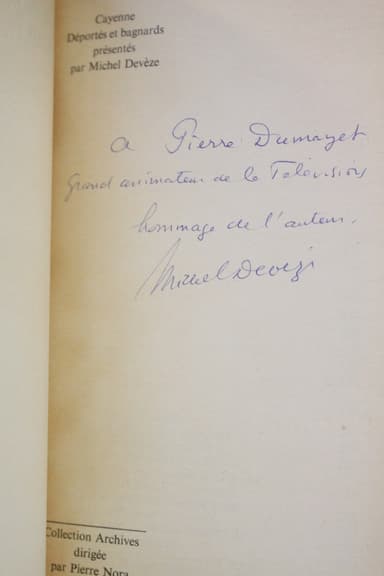 Cayenne
Déportés et bagnards
présentés
par Michel Devèze
a Pierre Dumayet
Grand animateur de la Télévision
hommage de l'auteur.
Michel Devèze
Collection Archives
dirigée
par Pierre Nora